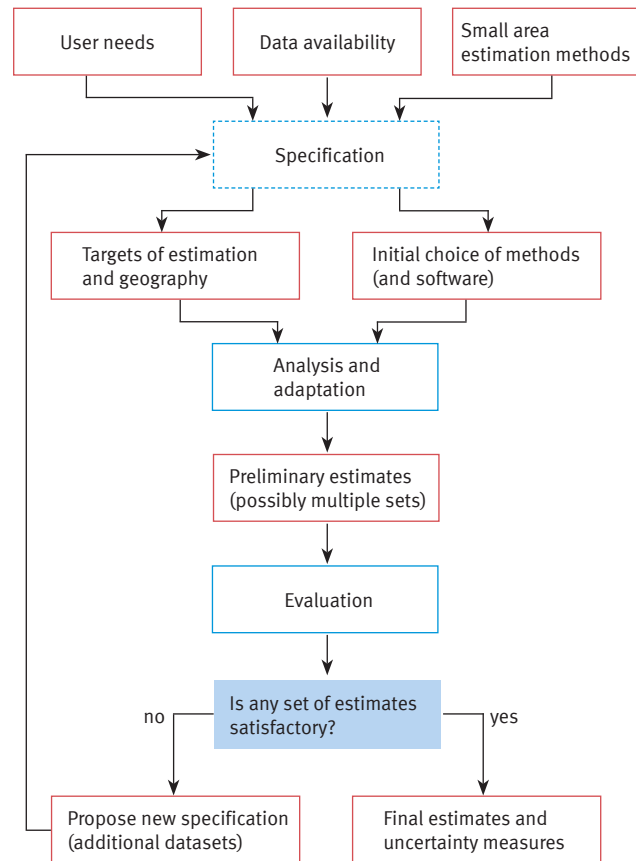 User needs
Data availability
Small area
estimation methods
Specification
Targets of estimation
and geography
Initial choice of methods
(and software)
Analysis and
adaptation
Preliminary estimates
(possibly multiple sets)
Evaluation
Is any set of estimates
satisfactory?
no
yes
Propose new specification
(additional datasets)
Final estimates and
uncertainty measures